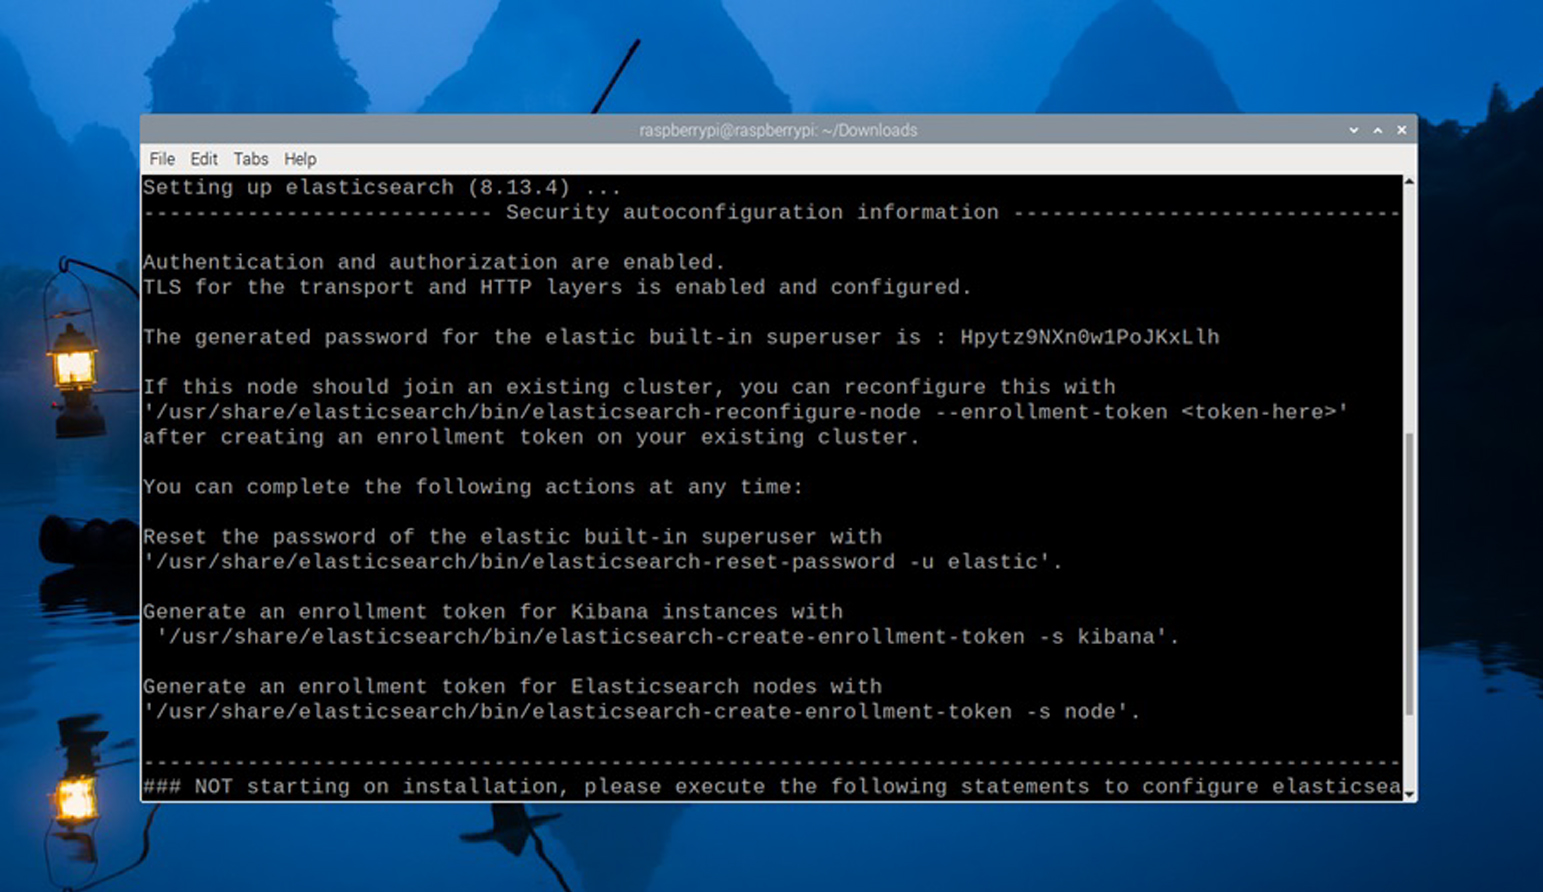 raspberrypi@raspberrypi: ~/Downloads
File Edit Tabs Help
Setting up elasticsearch (8.13.4) ...
--------------------------- Security autoconfiguration information ------------------------------
Authentication and authorization are enabled.
TLS for the transport and HTTP layers is enabled and configured.
The generated password for the elastic built-in superuser is : Hpytz9NXn0w1PoJKxLlh
If this node should join an existing cluster, you can reconfigure this with
'/usr/share/elasticsearch/bin/elasticsearch-reconfigure-node --enrollment-token <token-here>'
after creating an enrollment token on your existing cluster.
You can complete the following actions at any time:
Reset the password of the elastic built-in superuser with
'/usr/share/elasticsearch/bin/elasticsearch-reset-password -u elastic'.
Generate an enrollment token for Kibana instances with
'/usr/share/elasticsearch/bin/elasticsearch-create-enrollment-token -s kibana'.
Generate an enrollment token for Elasticsearch nodes with
'/usr/share/elasticsearch/bin/elasticsearch-create-enrollment-token -s node'.
-------------------------------------------------------------------------------------------------
### NOT starting on installation, please execute the following statements to configure elasticsea